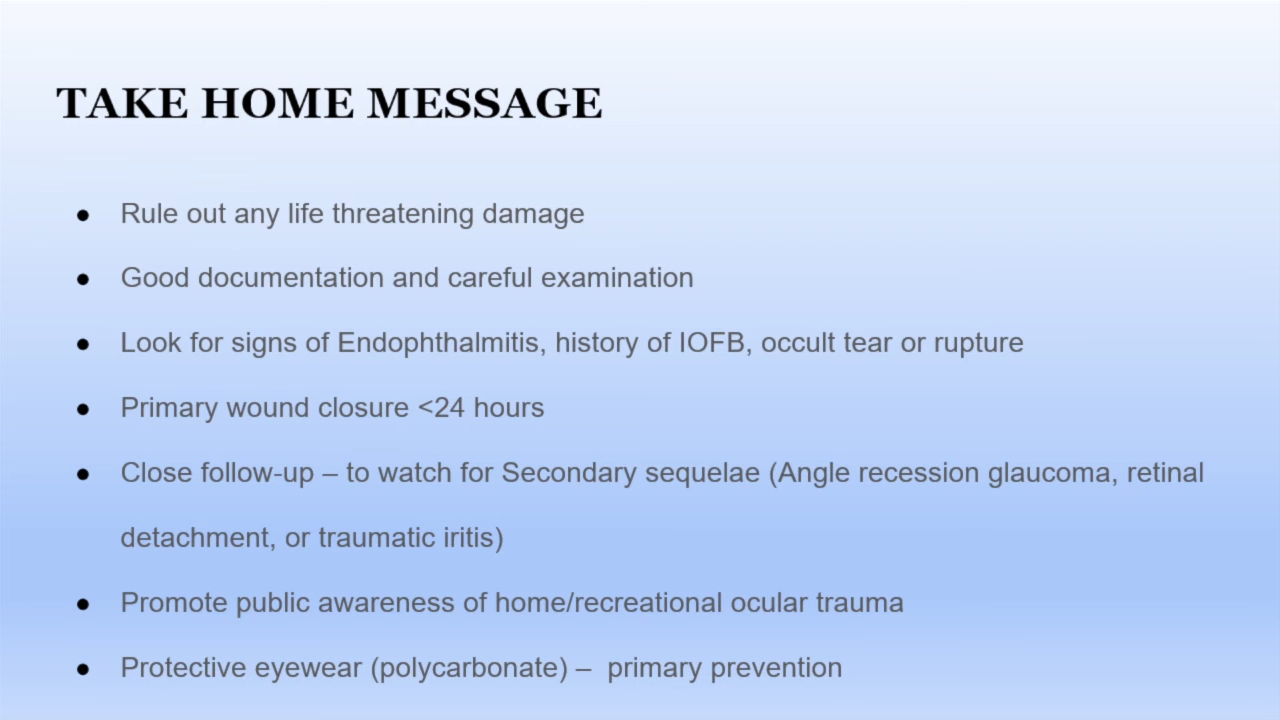 TAKE HOME MESSAGE
● Rule out any life threatening damage
● Good documentation and careful examination
● Look for signs of Endophthalmitis, history of IOFB, occult tear or rupture
● Primary wound closure <24 hours
● Close follow-up – to watch for Secondary sequelae (Angle recession glaucoma, retinal
detachment, or traumatic iritis)
● Promote public awareness of home/recreational ocular trauma
● Protective eyewear (polycarbonate) –  primary prevention